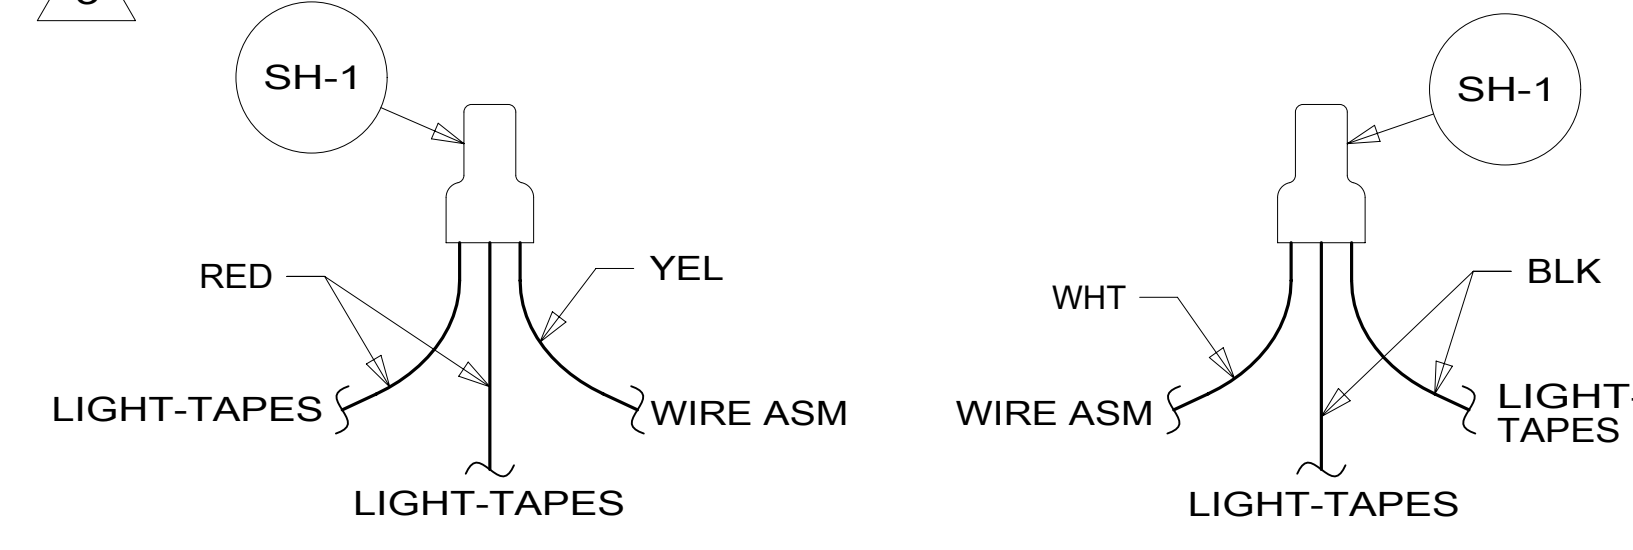 SH-1
RED
YEL
LIGHT-TAPES
WIRE ASM
LIGHT-TAPES
SH-1
WHT
BLK
WIRE ASM
LIGHT-
TAPES
LIGHT-TAPES